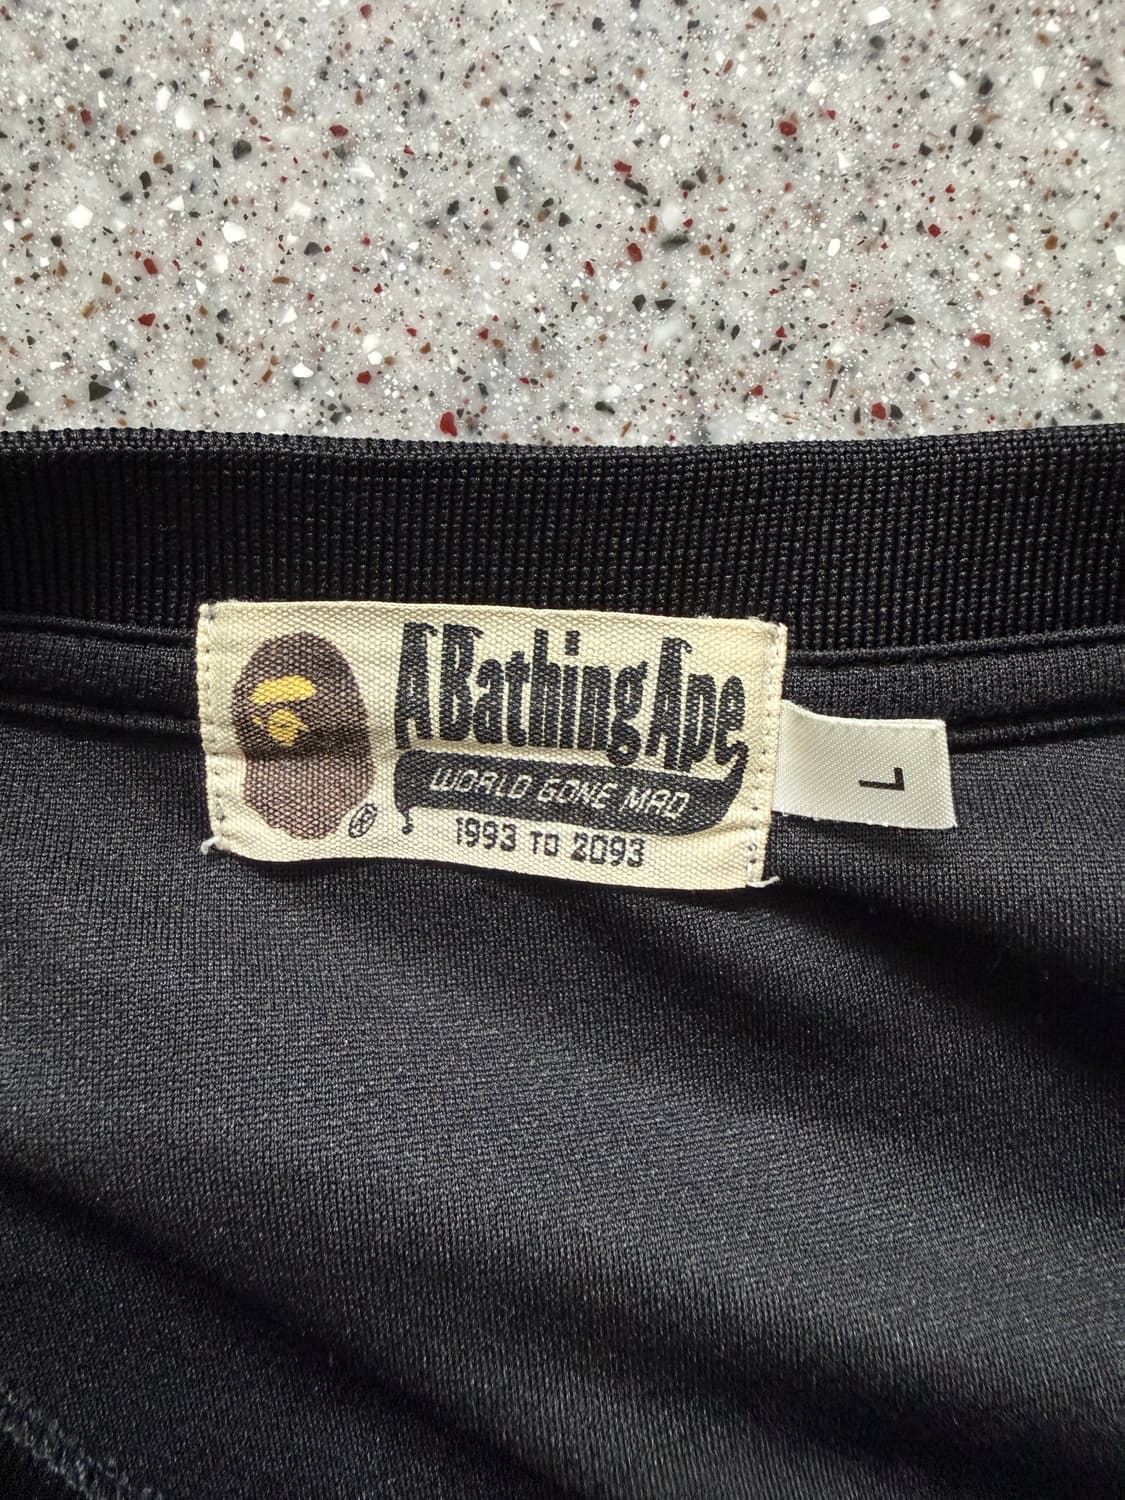 A Bathing Ape
WORLD GONE MAD
®
1993 TO 2093
L